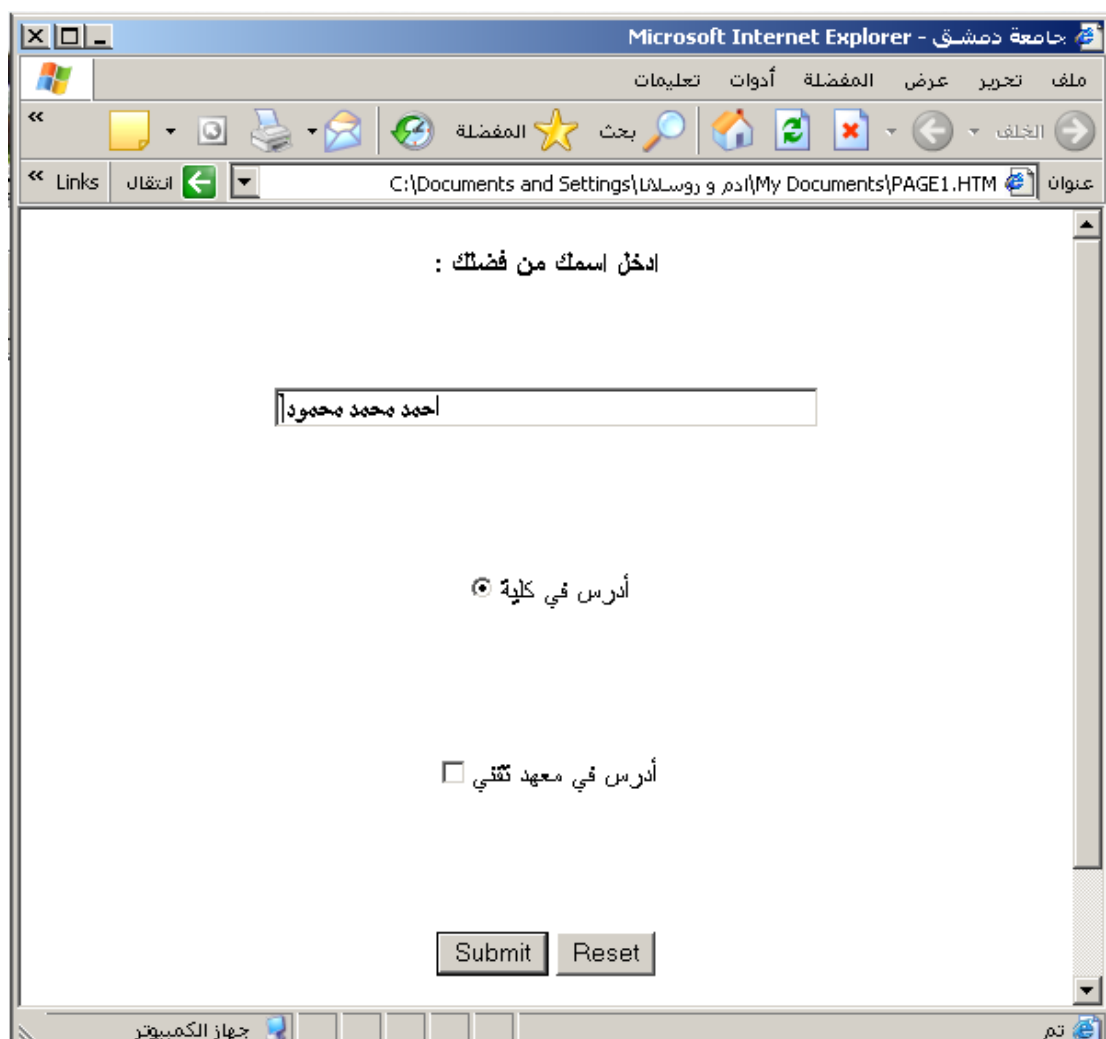 جامعة دمشق - Microsoft Internet Explorer
ملف تحرير عرض المفضلة أدوات تعليمات
الخلف بحث المفضلة
عنوان C:\Documents and Settings\ادم و روسلانا\My Documents\PAGE1.HTM انتقال Links
ادخل اسمك من فضلك :
احمد محمد محمود
أدرس في كلية
أدرس في معهد تقني
Submit Reset
تم جهاز الكمبيوتر